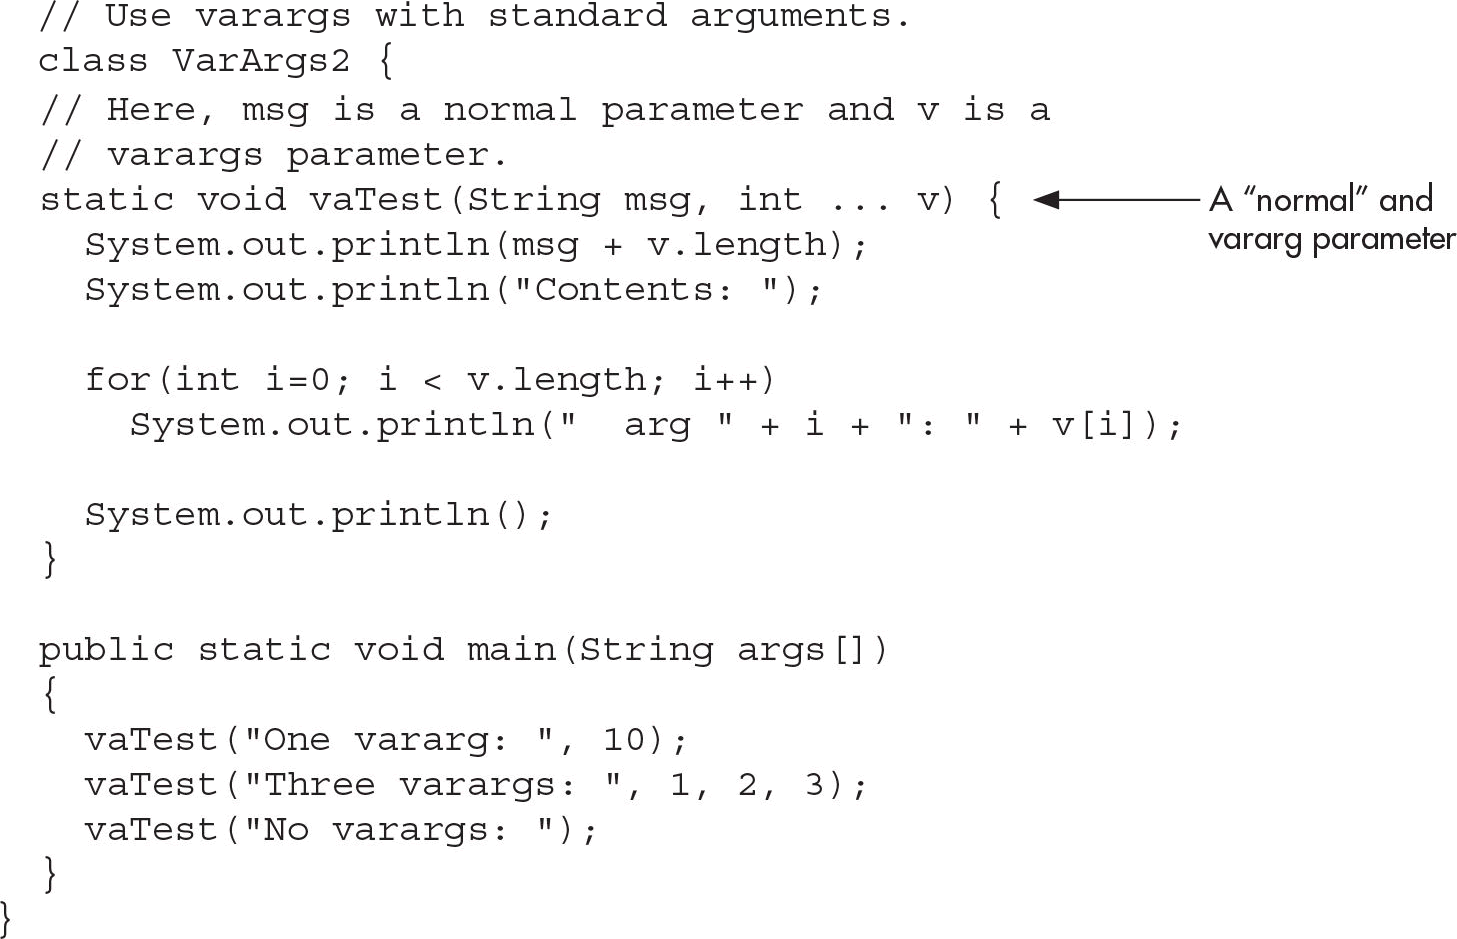 // Use varargs with standard arguments.
class VarArgs2 {
// Here, msg is a normal parameter and v is a
// varargs parameter.
static void vaTest(String msg, int ... v) {
A “normal” and
vararg parameter
System.out.println(msg + v.length);
System.out.println("Contents: ");
for(int i=0; i < v.length; i++)
System.out.println("  arg " + i + ": " + v[i]);
System.out.println();
}
public static void main(String args[])
{
vaTest("One vararg: ", 10);
vaTest("Three varargs: ", 1, 2, 3);
vaTest("No varargs: ");
}
}